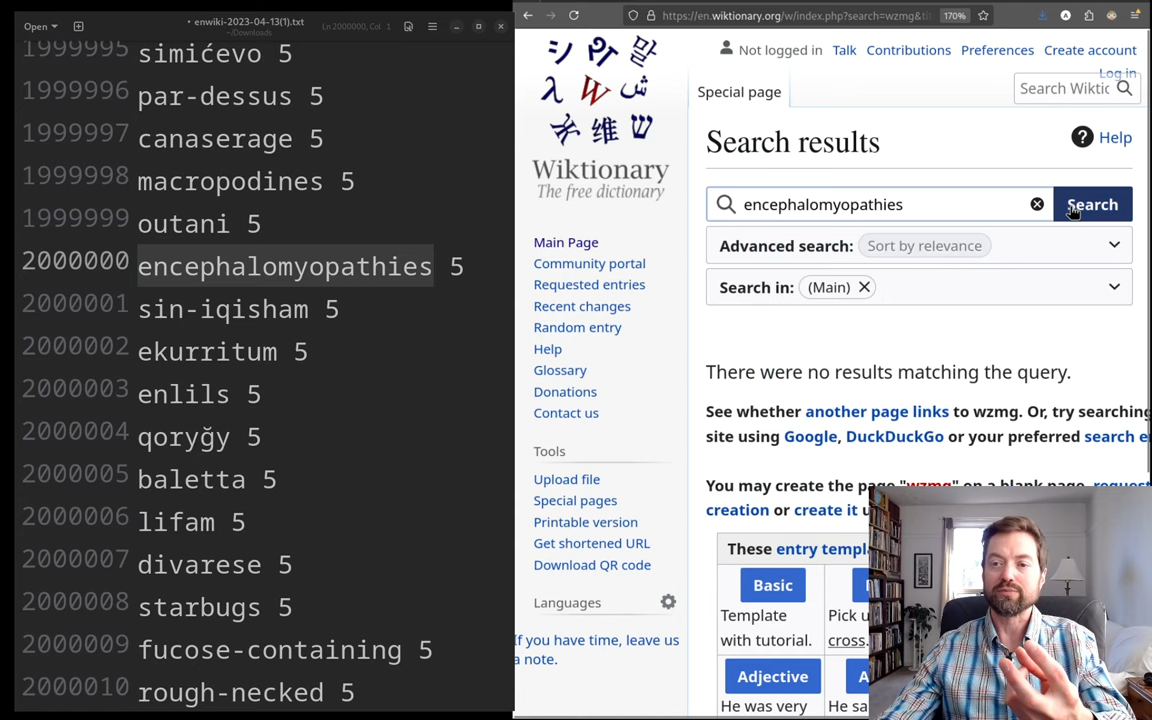 Open
enwiki-2023-04-13(1).txt
~/Downloads
Ln 2000000, Col 1
1999995 simićevo 5
1999996 par-dessus 5
1999997 canaserage 5
1999998 macropodines 5
1999999 outani 5
2000000 encephalomyopathies 5
2000001 sin-iqisham 5
2000002 ekurritum 5
2000003 enlils 5
2000004 qoryğy 5
2000005 baletta 5
2000006 lifam 5
2000007 divarese 5
2000008 starbugs 5
2000009 fucose-containing 5
2000010 rough-necked 5
https://en.wiktionary.org/w/index.php?search=wzmg&ti
170%
Not logged in Talk Contributions Preferences Create account
Log in
Special page
Search Wiktic
シ
维
Wiktionary
The free dictionary
Main Page
Community portal
Requested entries
Recent changes
Random entry
Help
Glossary
Donations
Contact us
Tools
Upload file
Special pages
Printable version
Get shortened URL
Download QR code
Languages
If you have time, leave us
a note.
Search results
Help
encephalomyopathies
Search
Advanced search: Sort by relevance
Search in: (Main)
There were no results matching the query.
See whether another page links to wzmg. Or, try searching
site using Google, DuckDuckGo or your preferred search e
You may create the page "wzmg" on a blank page, request
creation or create it u
These entry templ
Basic
Template
with tutorial.
Pick u
cross.
Adjective
A
He was very
He sa